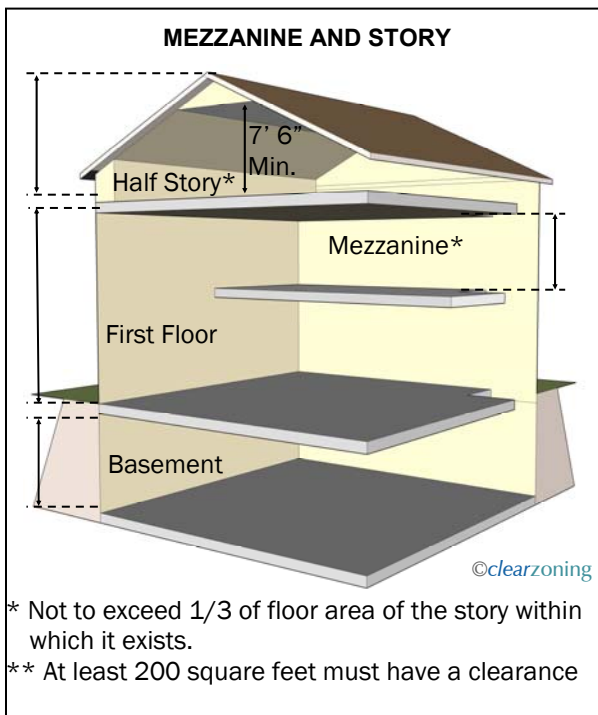 MEZZANINE AND STORY
7’ 6”
Min.
Half Story*
Mezzanine*
First Floor
Basement
©clearzoning
* Not to exceed 1/3 of floor area of the story within
which it exists.
** At least 200 square feet must have a clearance